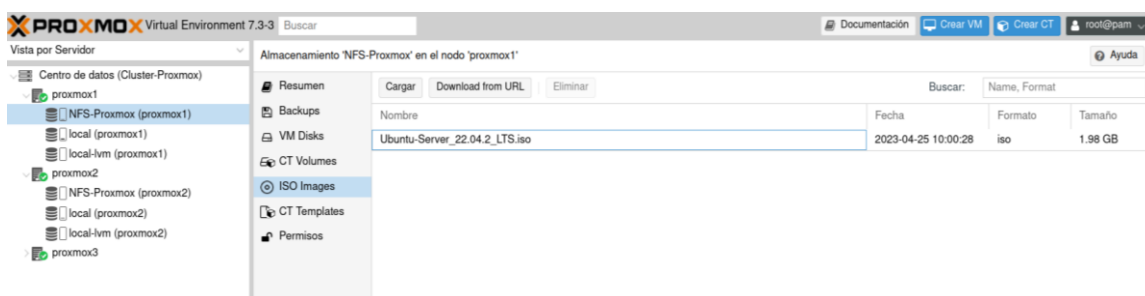 PROXMOX Virtual Environment 7.3-3 Buscar Documentación Crear VM Crear CT root@pam
Vista por Servidor
Centro de datos (Cluster-Proxmox)
proxmox1
NFS-Proxmox (proxmox1)
local (proxmox1)
local-lvm (proxmox1)
proxmox2
NFS-Proxmox (proxmox2)
local (proxmox2)
local-lvm (proxmox2)
proxmox3
Almacenamiento 'NFS-Proxmox' en el nodo 'proxmox1' Ayuda
Resumen
Backups
VM Disks
CT Volumes
ISO Images
CT Templates
Permisos
Cargar Download from URL Eliminar Buscar: Name, Format
Nombre Fecha Formato Tamaño
Ubuntu-Server_22.04.2_LTS.iso 2023-04-25 10:00:28 iso 1.98 GB